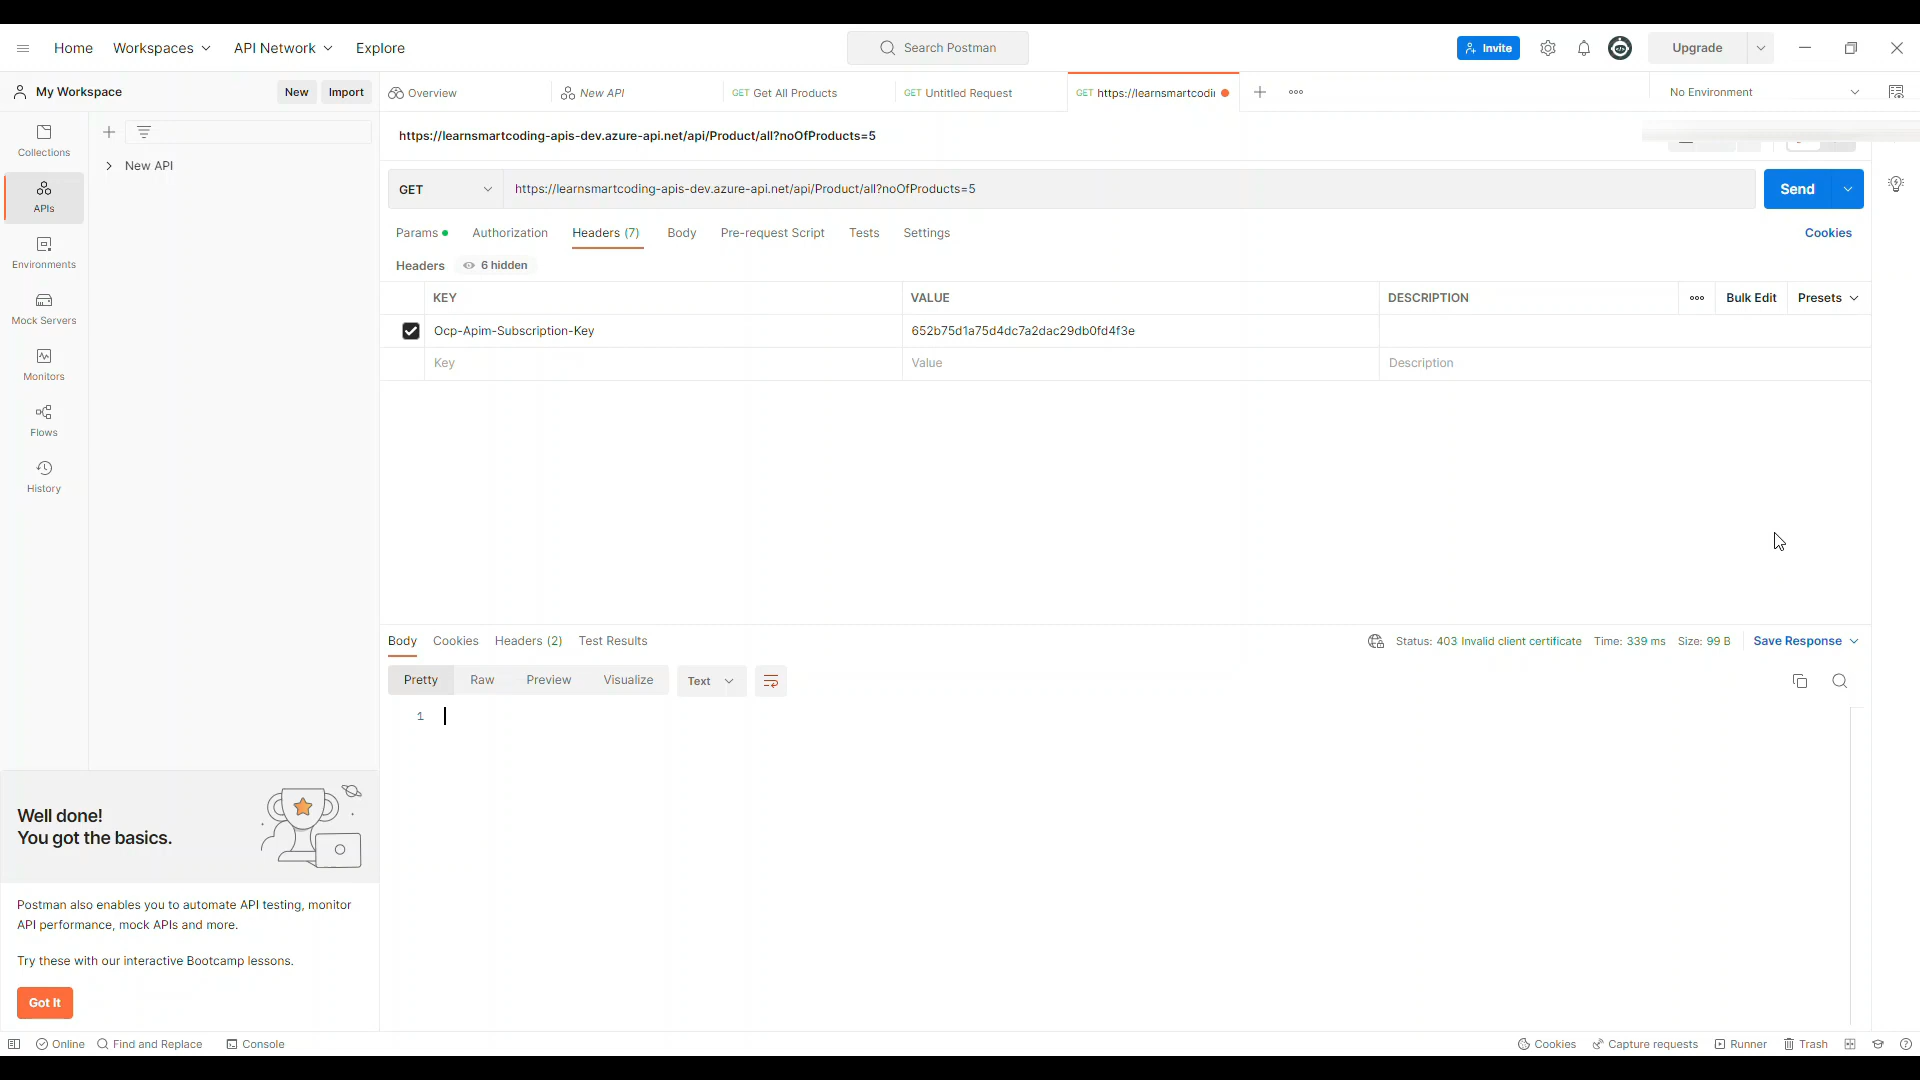 Home Workspaces API Network Explore
Search Postman
Invite
Upgrade
My Workspace
New Import
Overview
New API
GET Get All Products
GET Untitled Request
GET https://learnsmartcodi
No Environment
Collections
APIs
Environments
Mock Servers
Monitors
Flows
History
New API
https://learnsmartcoding-apis-dev.azure-api.net/api/Product/all?noOfProducts=5
GET https://learnsmartcoding-apis-dev.azure-api.net/api/Product/all?noOfProducts=5 Send
Params Authorization Headers (7) Body Pre-request Script Tests Settings Cookies
Headers 6 hidden
KEY VALUE DESCRIPTION Bulk Edit Presets
Ocp-Apim-Subscription-Key 652b75d1a75d4dc7a2dac29db0fd4f3e
Key Value Description
Body Cookies Headers (2) Test Results
Status: 403 Invalid client certificate Time: 339 ms Size: 99 B Save Response
Pretty Raw Preview Visualize Text
1
Well done!
You got the basics.
Postman also enables you to automate API testing, monitor
API performance, mock APIs and more.
Try these with our interactive Bootcamp lessons.
Got It
Online Find and Replace Console
Cookies Capture requests Runner Trash